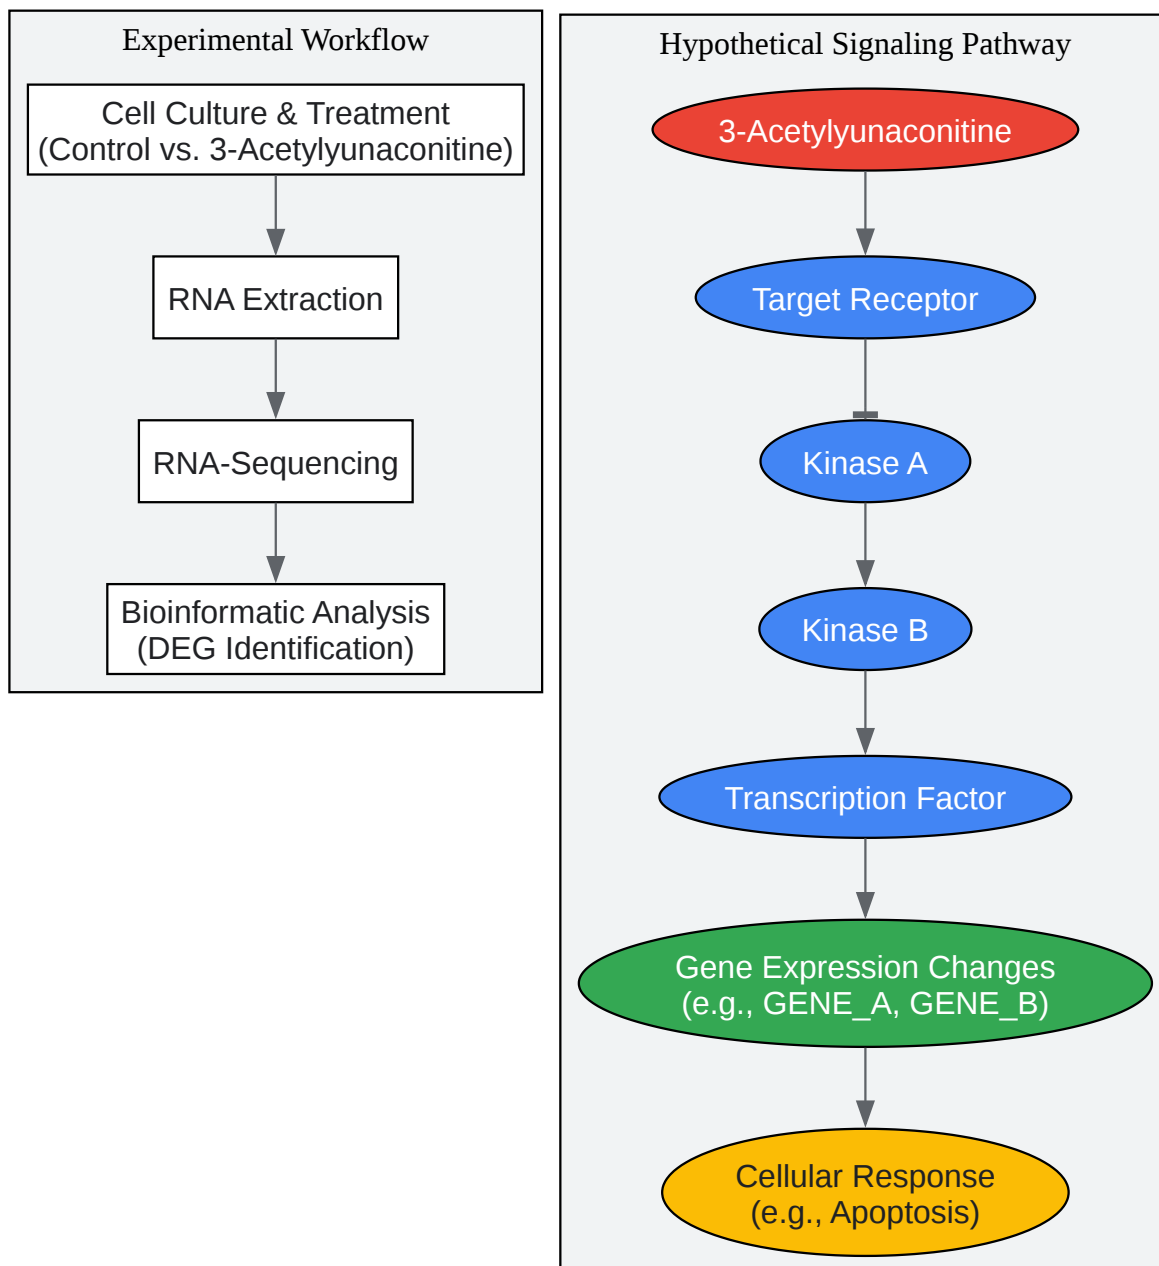 Experimental Workflow
Cell Culture & Treatment
(Control vs. 3-Acetylyunaconitine)
RNA Extraction
RNA-Sequencing
Bioinformatic Analysis
(DEG Identification)
Hypothetical Signaling Pathway
3-Acetylyunaconitine
Target Receptor
Kinase A
Kinase B
Transcription Factor
Gene Expression Changes
(e.g., GENE_A, GENE_B)
Cellular Response
(e.g., Apoptosis)